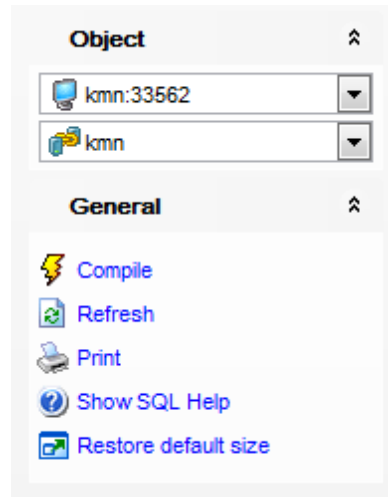 Object
kmn:33562
kmn
General
Compile
Refresh
Print
Show SQL Help
Restore default size